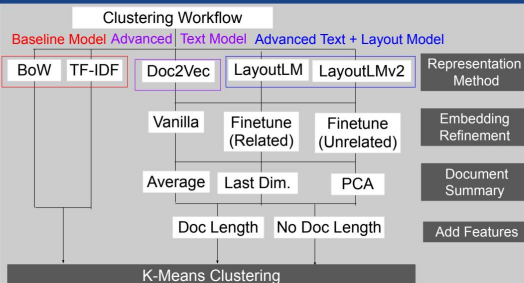 Clustering Workflow
Baseline Model Advanced Text Model Advanced Text + Layout Model
BoW TF-IDF Doc2Vec LayoutLM LayoutLMv2 Representation
Method
Vanilla Finetune Finetune Embedding
(Related) (Unrelated) Refinement
Average Last Dim. PCA Document
Summary
Doc Length No Doc Length Add Features
K-Means Clustering